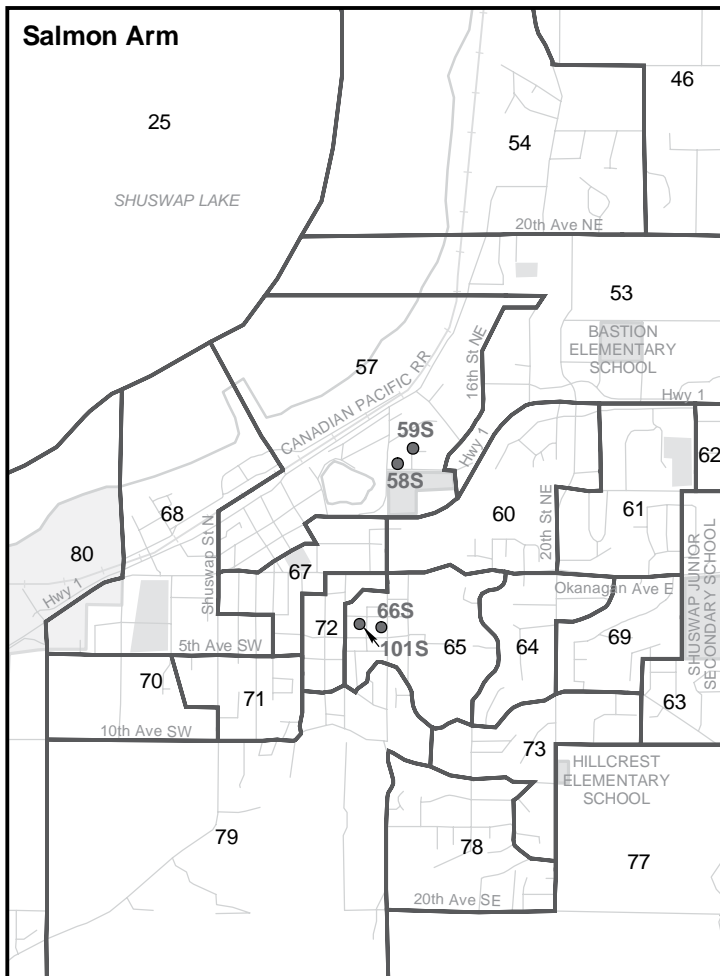 Salmon Arm
46
25
54
SHUSWAP LAKE
20th Ave NE
53
BASTION
ELEMENTARY
SCHOOL
57
16th St NE
CANADIAN PACIFIC RR
Hwy 1
59S
Hwy 1
62
58S
68
60
61
20th St NE
Shuswap St N
80
67
Hwy 1
Okanagan Ave E
SHUSWAP JUNIOR
SECONDARY SCHOOL
66S
72
69
5th Ave SW
101S
65
64
70
71
63
10th Ave SW
73
HILLCREST
ELEMENTARY
SCHOOL
79
78
77
20th Ave SE